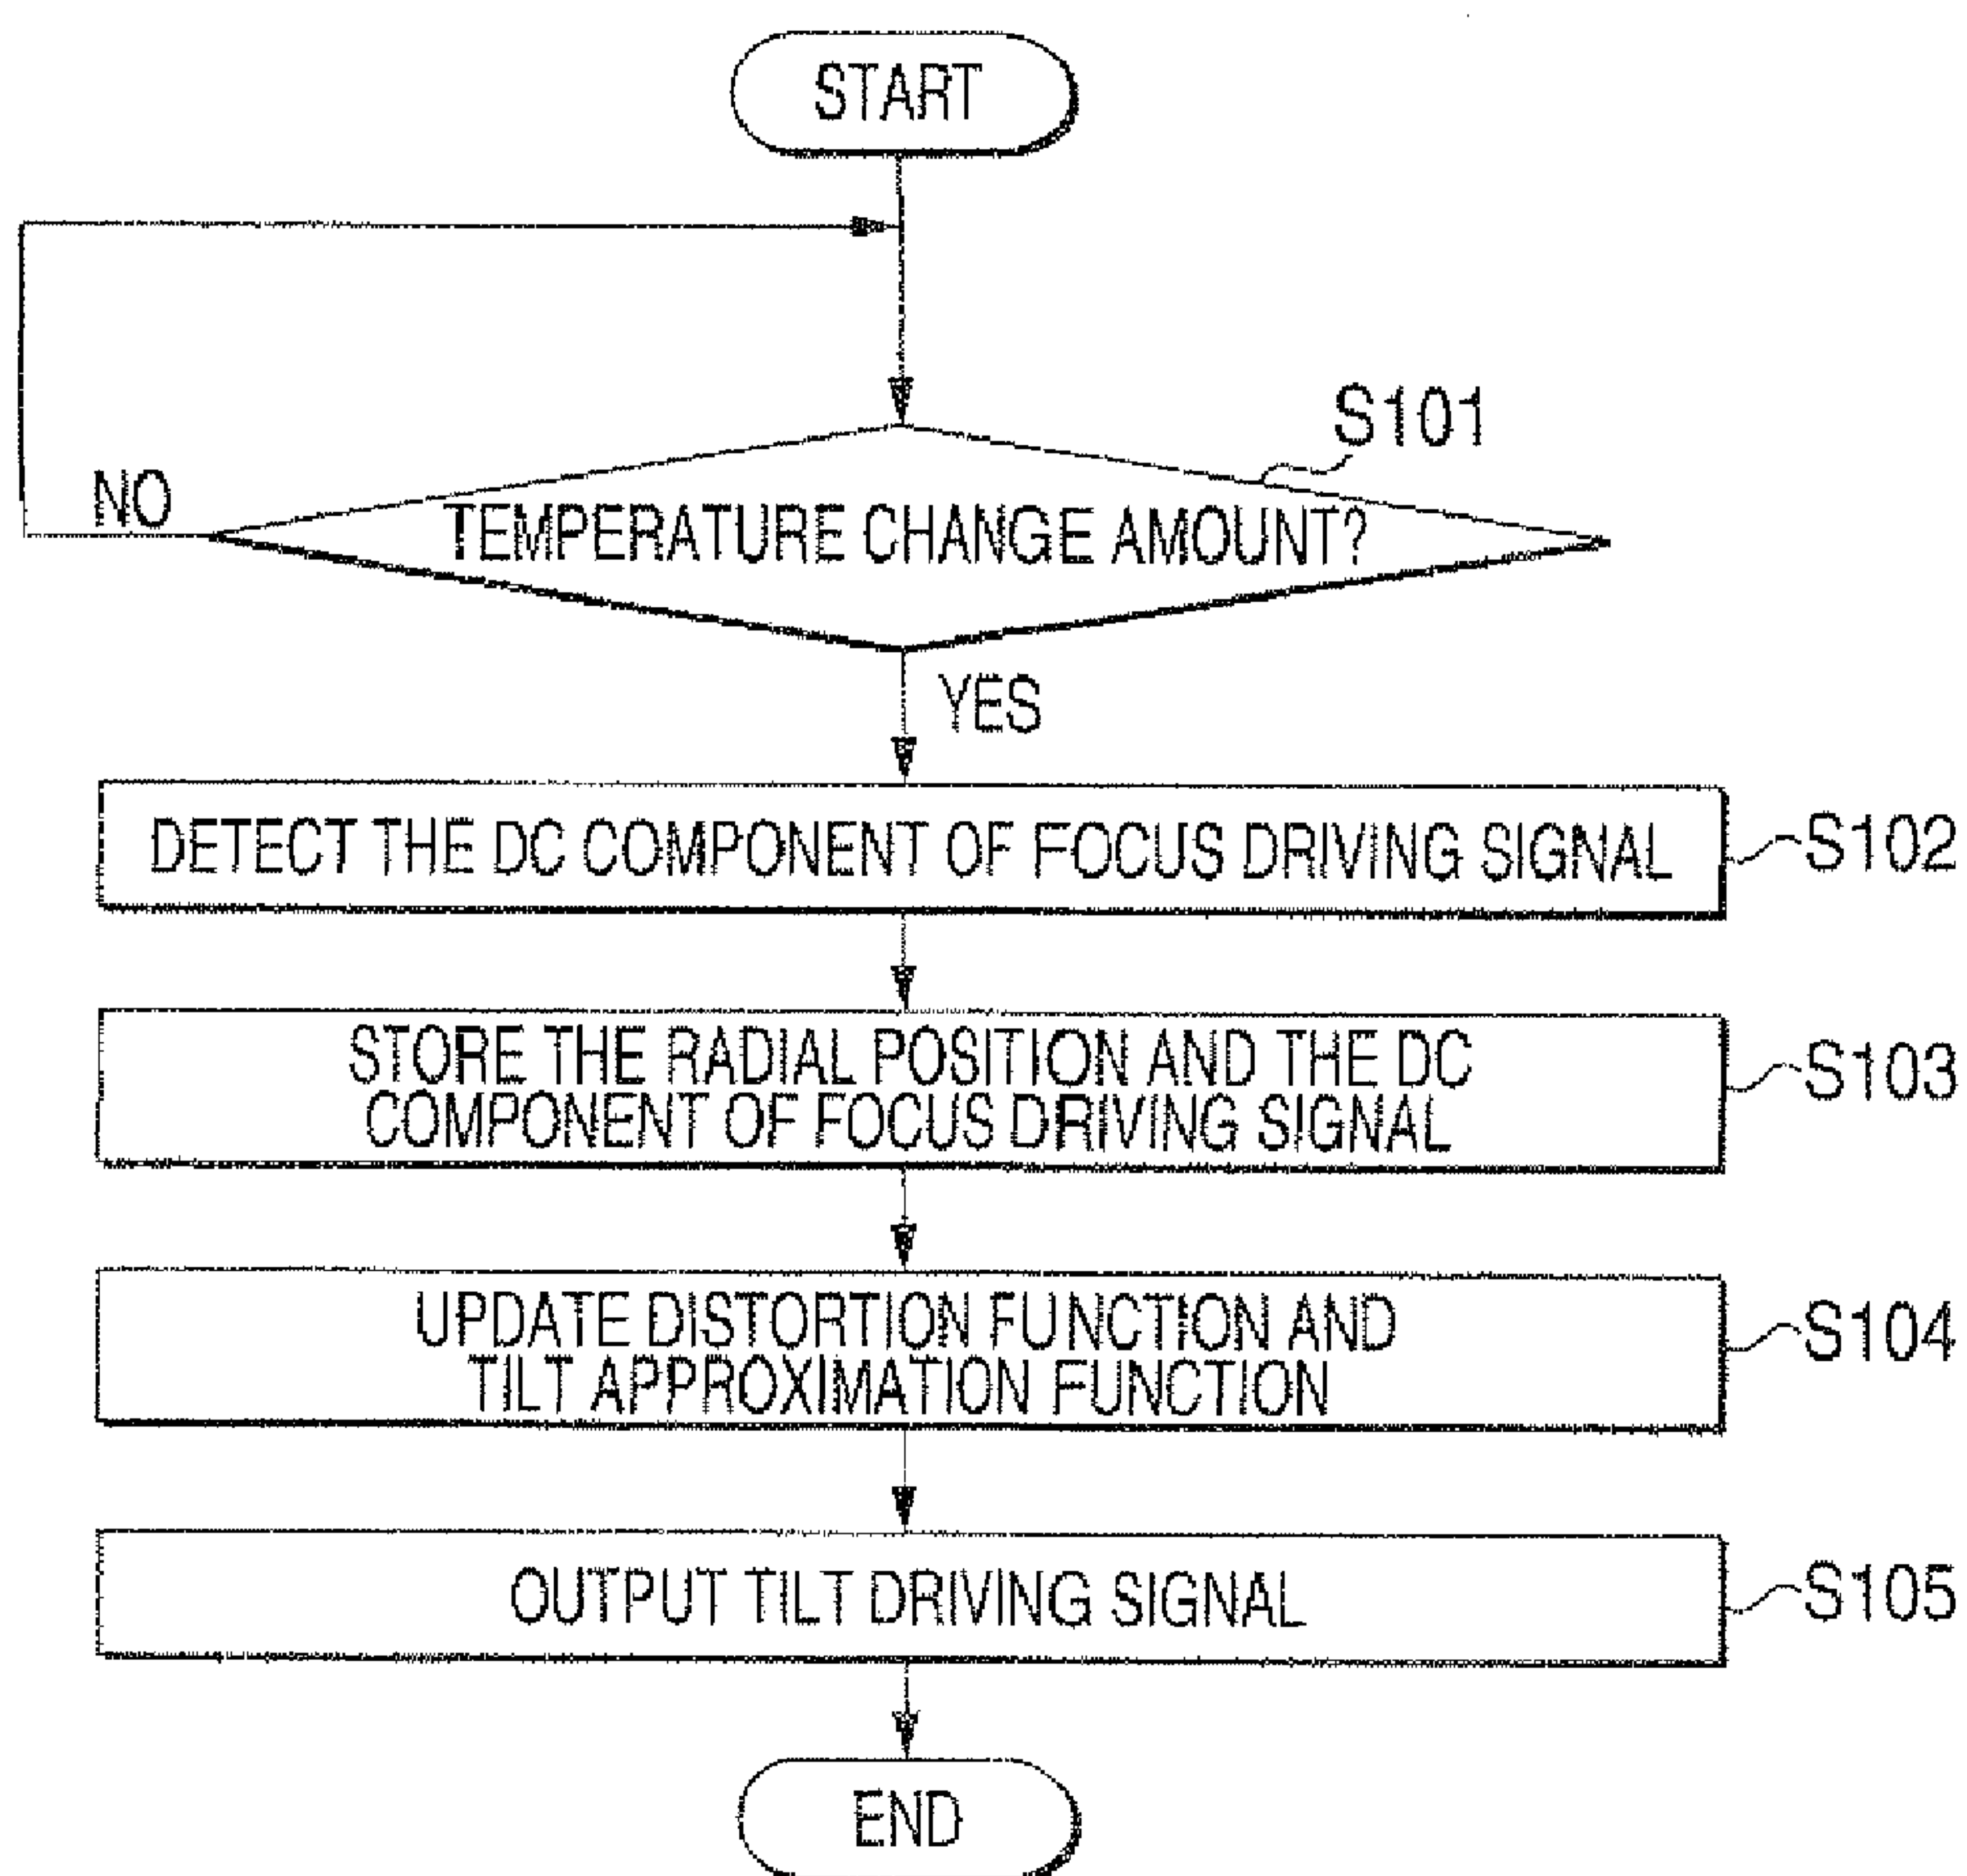 START
S101
NO
TEMPERATURE CHANGE AMOUNT?
YES
DETECT THE DC COMPONENT OF FOCUS DRIVING SIGNAL
S102
STORE THE RADIAL POSITION AND THE DC
COMPONENT OF FOCUS DRIVING SIGNAL
S103
UPDATE DISTORTION FUNCTION AND
TILT APPROXIMATION FUNCTION
S104
OUTPUT TILT DRIVING SIGNAL
S105
END